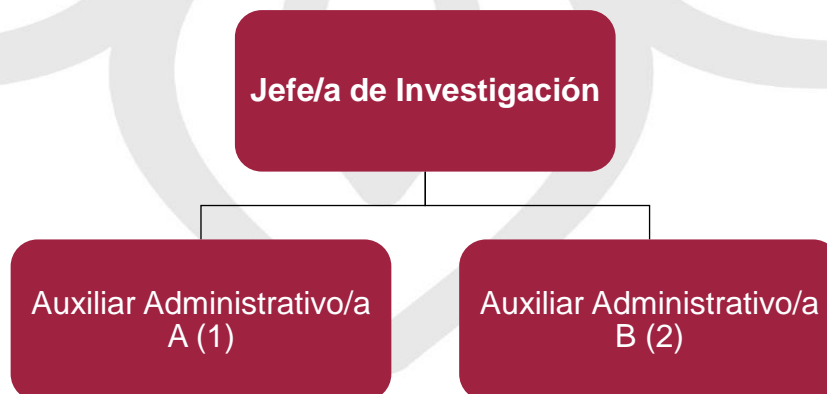 Jefe/a de Investigación
Auxiliar Administrativo/a
A (1)
Auxiliar Administrativo/a
B (2)